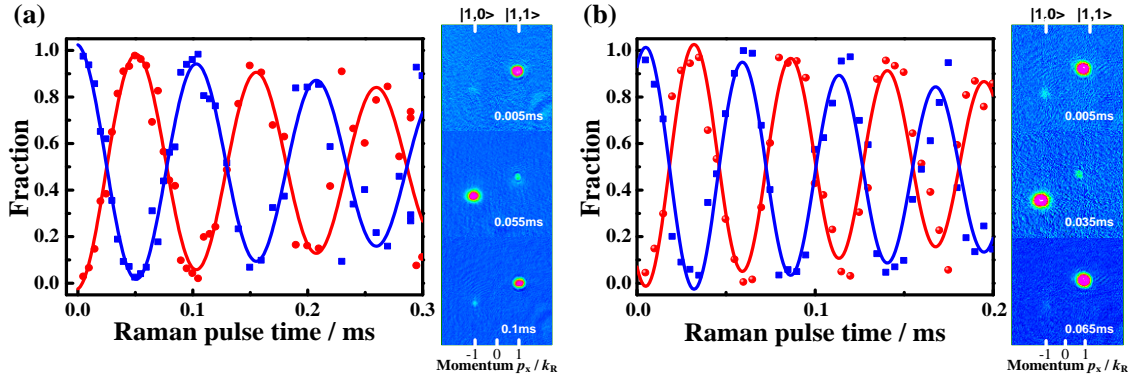 (a)
|1,0> |1,1>
1.0
0.8
0.6
0.4
0.2
0.0
Fraction
0.0 0.1 0.2 0.3
Raman pulse time / ms
0.005ms
0.055ms
0.1ms
-1 0 1
Momentum pₓ / k_R
(b)
|1,0> |1,1>
1.0
0.8
0.6
0.4
0.2
0.0
Fraction
0.0 0.1 0.2
Raman pulse time / ms
0.005ms
0.035ms
0.065ms
-1 0 1
Momentum pₓ / k_R